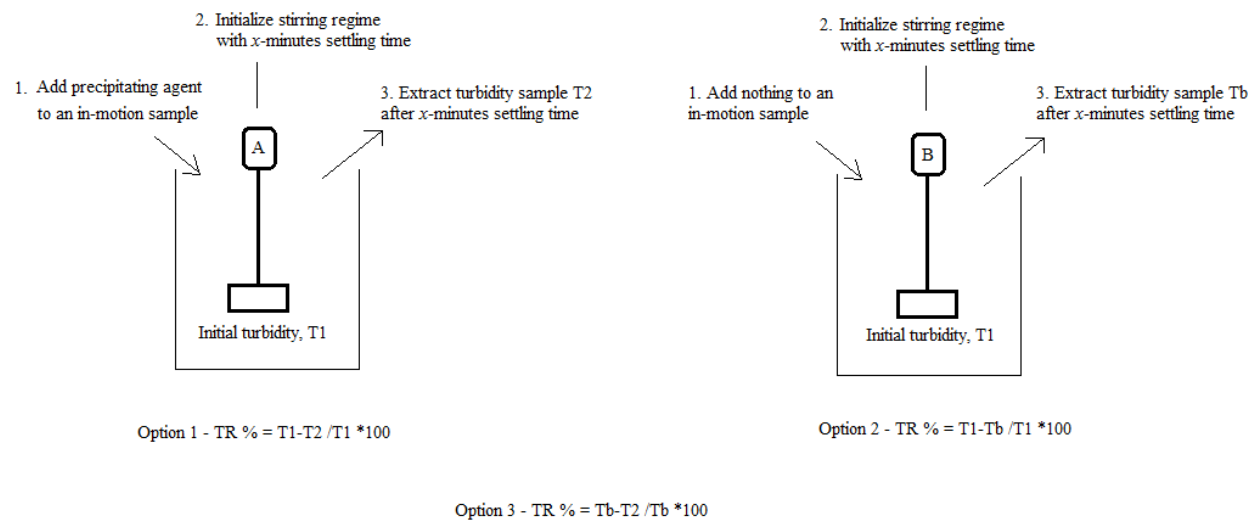 2. Initialize stirring regime
with x-minutes settling time
1. Add precipitating agent
to an in-motion sample
3. Extract turbidity sample T2
after x-minutes settling time
A
Initial turbidity, T1
Option 1 - TR % = T1-T2 /T1 *100
2. Initialize stirring regime
with x-minutes settling time
1. Add nothing to an
in-motion sample
3. Extract turbidity sample Tb
after x-minutes settling time
B
Initial turbidity, T1
Option 2 - TR % = T1-Tb /T1 *100
Option 3 - TR % = Tb-T2 /Tb *100